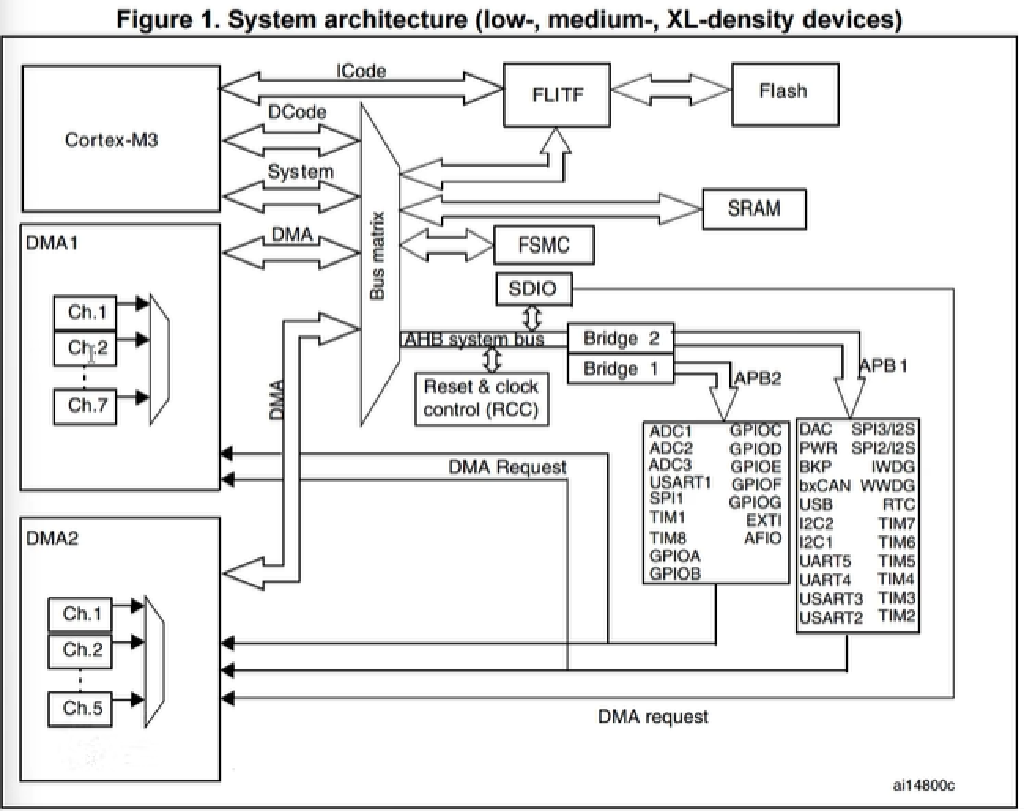 Figure 1. System architecture (low-, medium-, XL-density devices)
ICode
FLITF
Flash
Cortex-M3
DCode
System
SRAM
DMA1
DMA
Bus matrix
FSMC
SDIO
Ch.1
Ch.2
Ch.7
AHB system bus
Bridge 2
Bridge 1
APB2
APB1
Reset & clock
control (RCC)
DMA
DMA Request
ADC1 GPIOC
ADC2 GPIOD
ADC3 GPIOE
USART1 GPIOF
SPI1 GPIOG
TIM1 EXTI
TIM8 AFIO
GPIOA
GPIOB
DAC SPI3/I2S
PWR SPI2/I2S
BKP IWDG
bxCAN WWDG
USB RTC
I2C2 TIM7
I2C1 TIM6
UART5 TIM5
UART4 TIM4
USART3 TIM3
USART2 TIM2
DMA2
Ch.1
Ch.2
Ch.5
DMA request
ai14800c